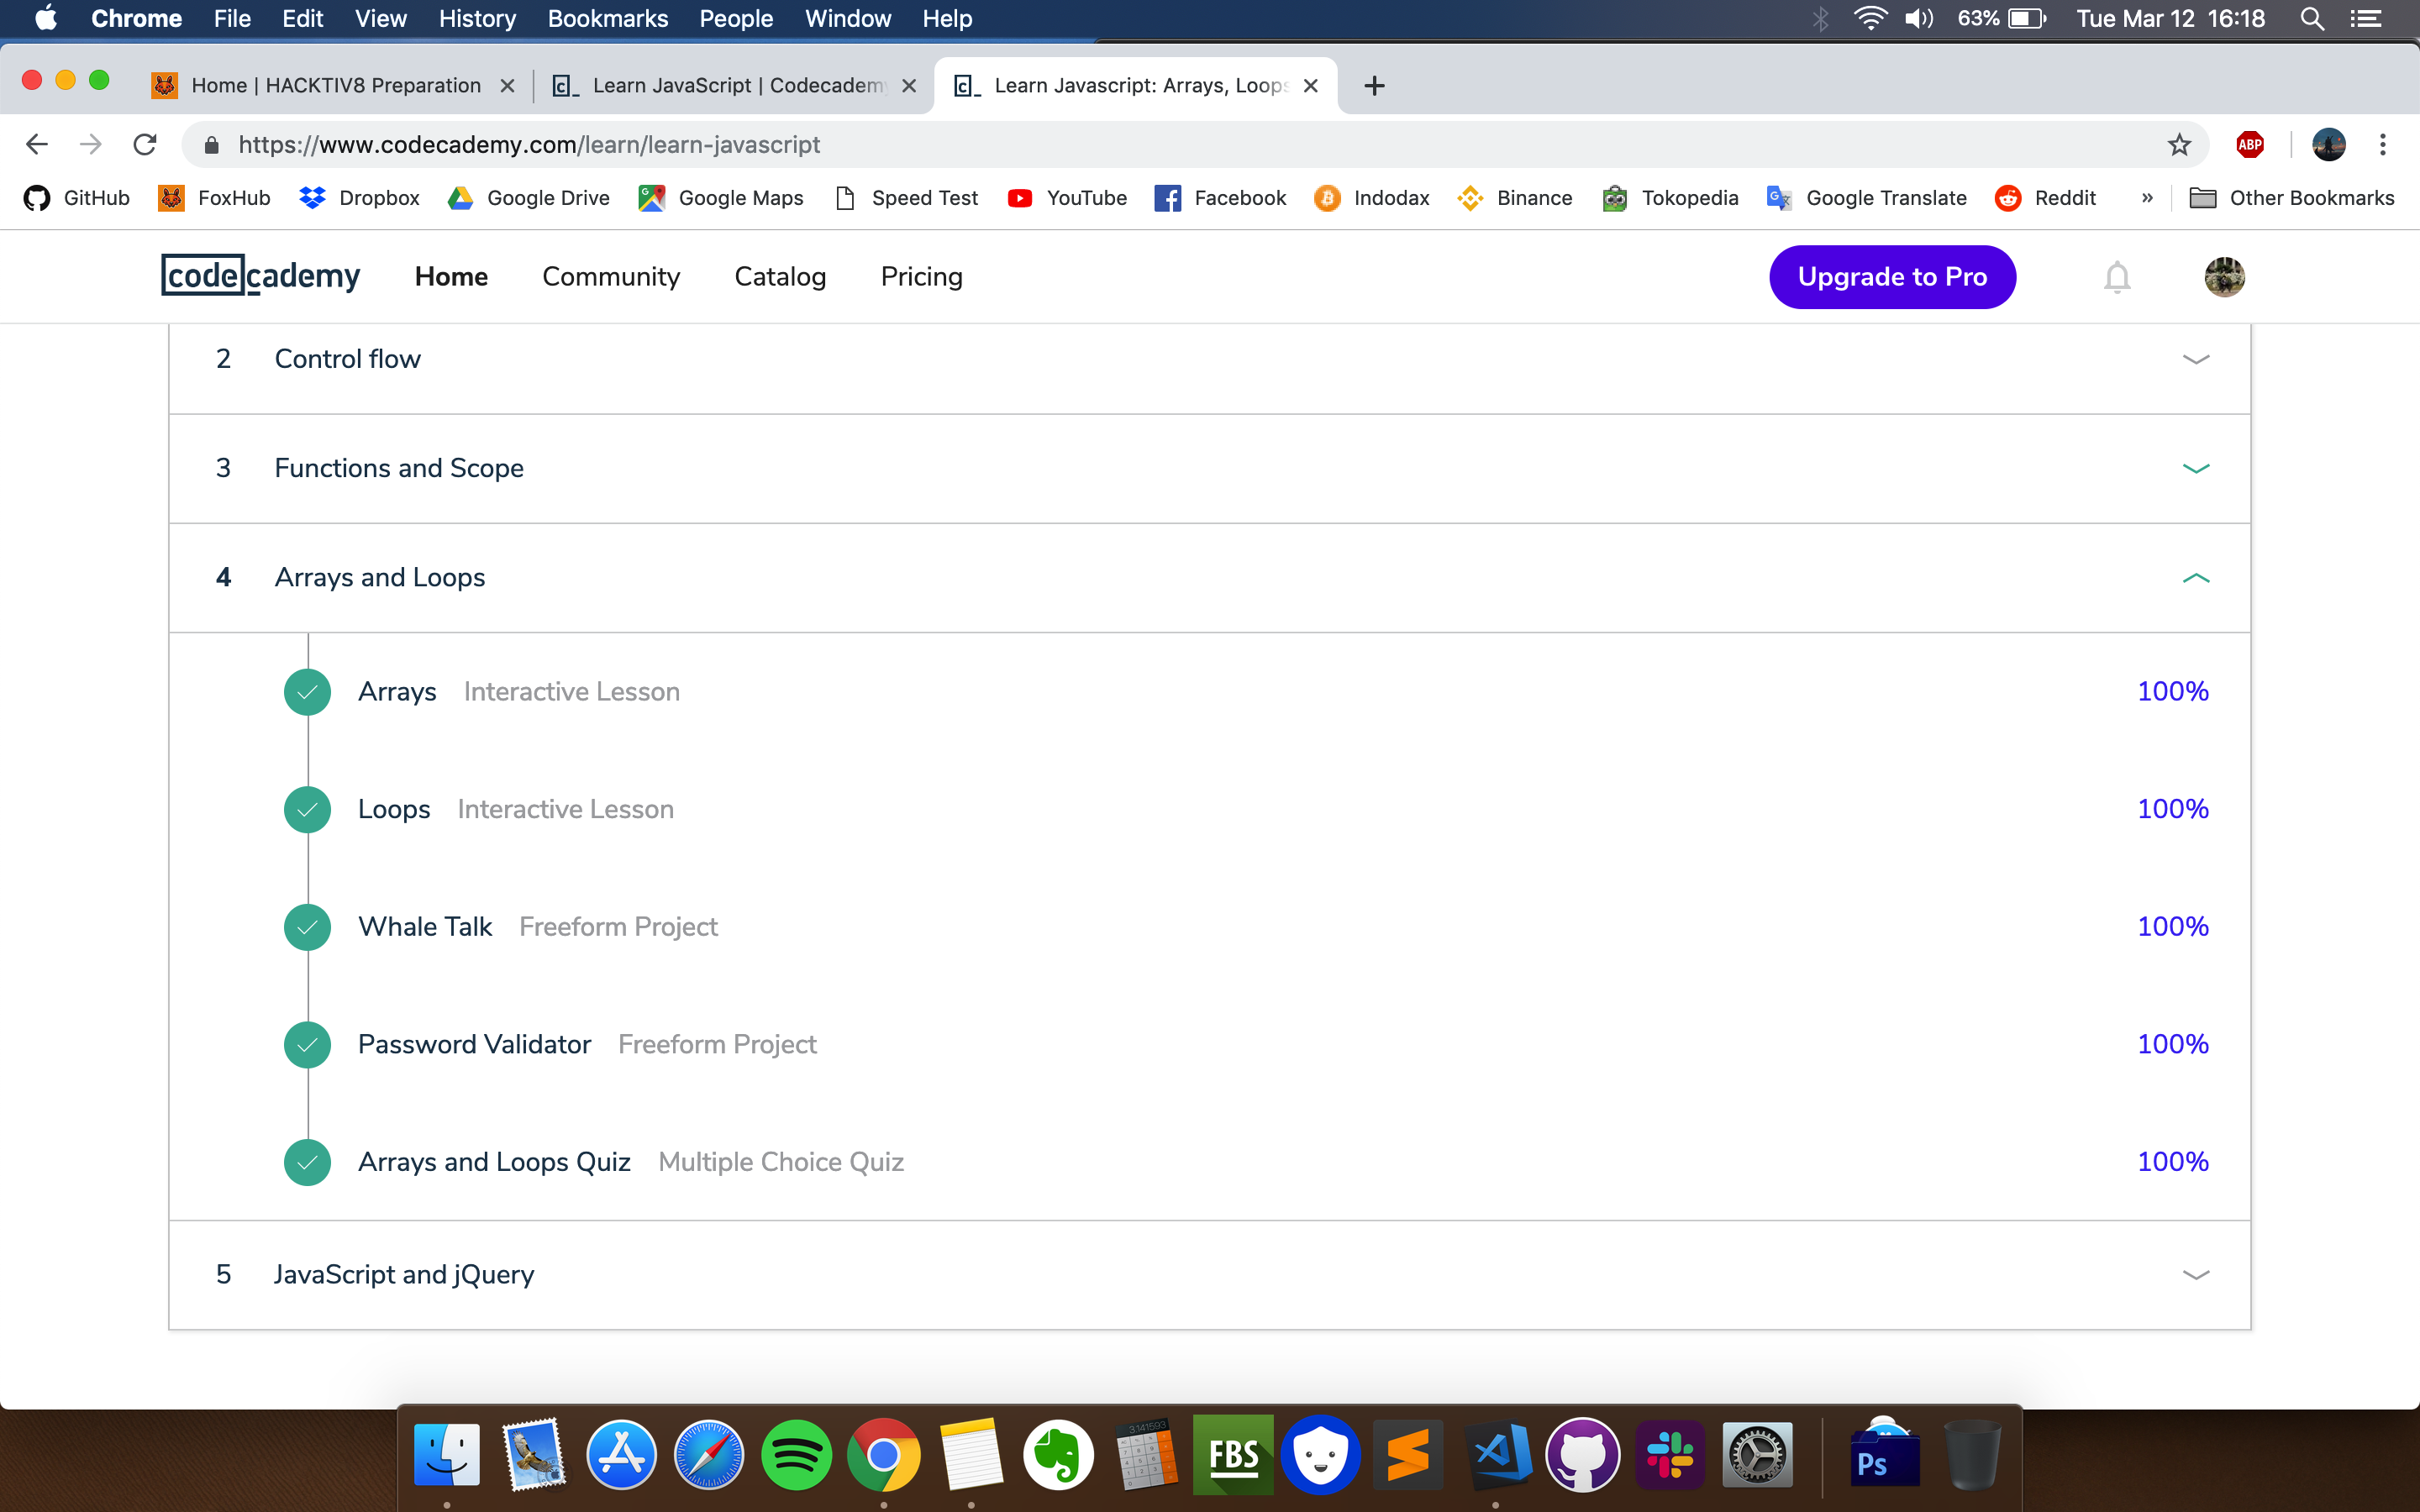 Chrome File Edit View History Bookmarks People Window Help 63% Tue Mar 12 16:18
Home | HACKTIV8 Preparation Learn JavaScript | Codecadem Learn Javascript: Arrays, Loops
https://www.codecademy.com/learn/learn-javascript ABP
GitHub FoxHub Dropbox Google Drive Google Maps Speed Test YouTube Facebook Indodax Binance Tokopedia Google Translate Reddit » Other Bookmarks
codecademy Home Community Catalog Pricing Upgrade to Pro
2 Control flow
3 Functions and Scope
4 Arrays and Loops
Arrays Interactive Lesson 100%
Loops Interactive Lesson 100%
Whale Talk Freeform Project 100%
Password Validator Freeform Project 100%
Arrays and Loops Quiz Multiple Choice Quiz 100%
5 JavaScript and jQuery
3.141593
FBS
Ps